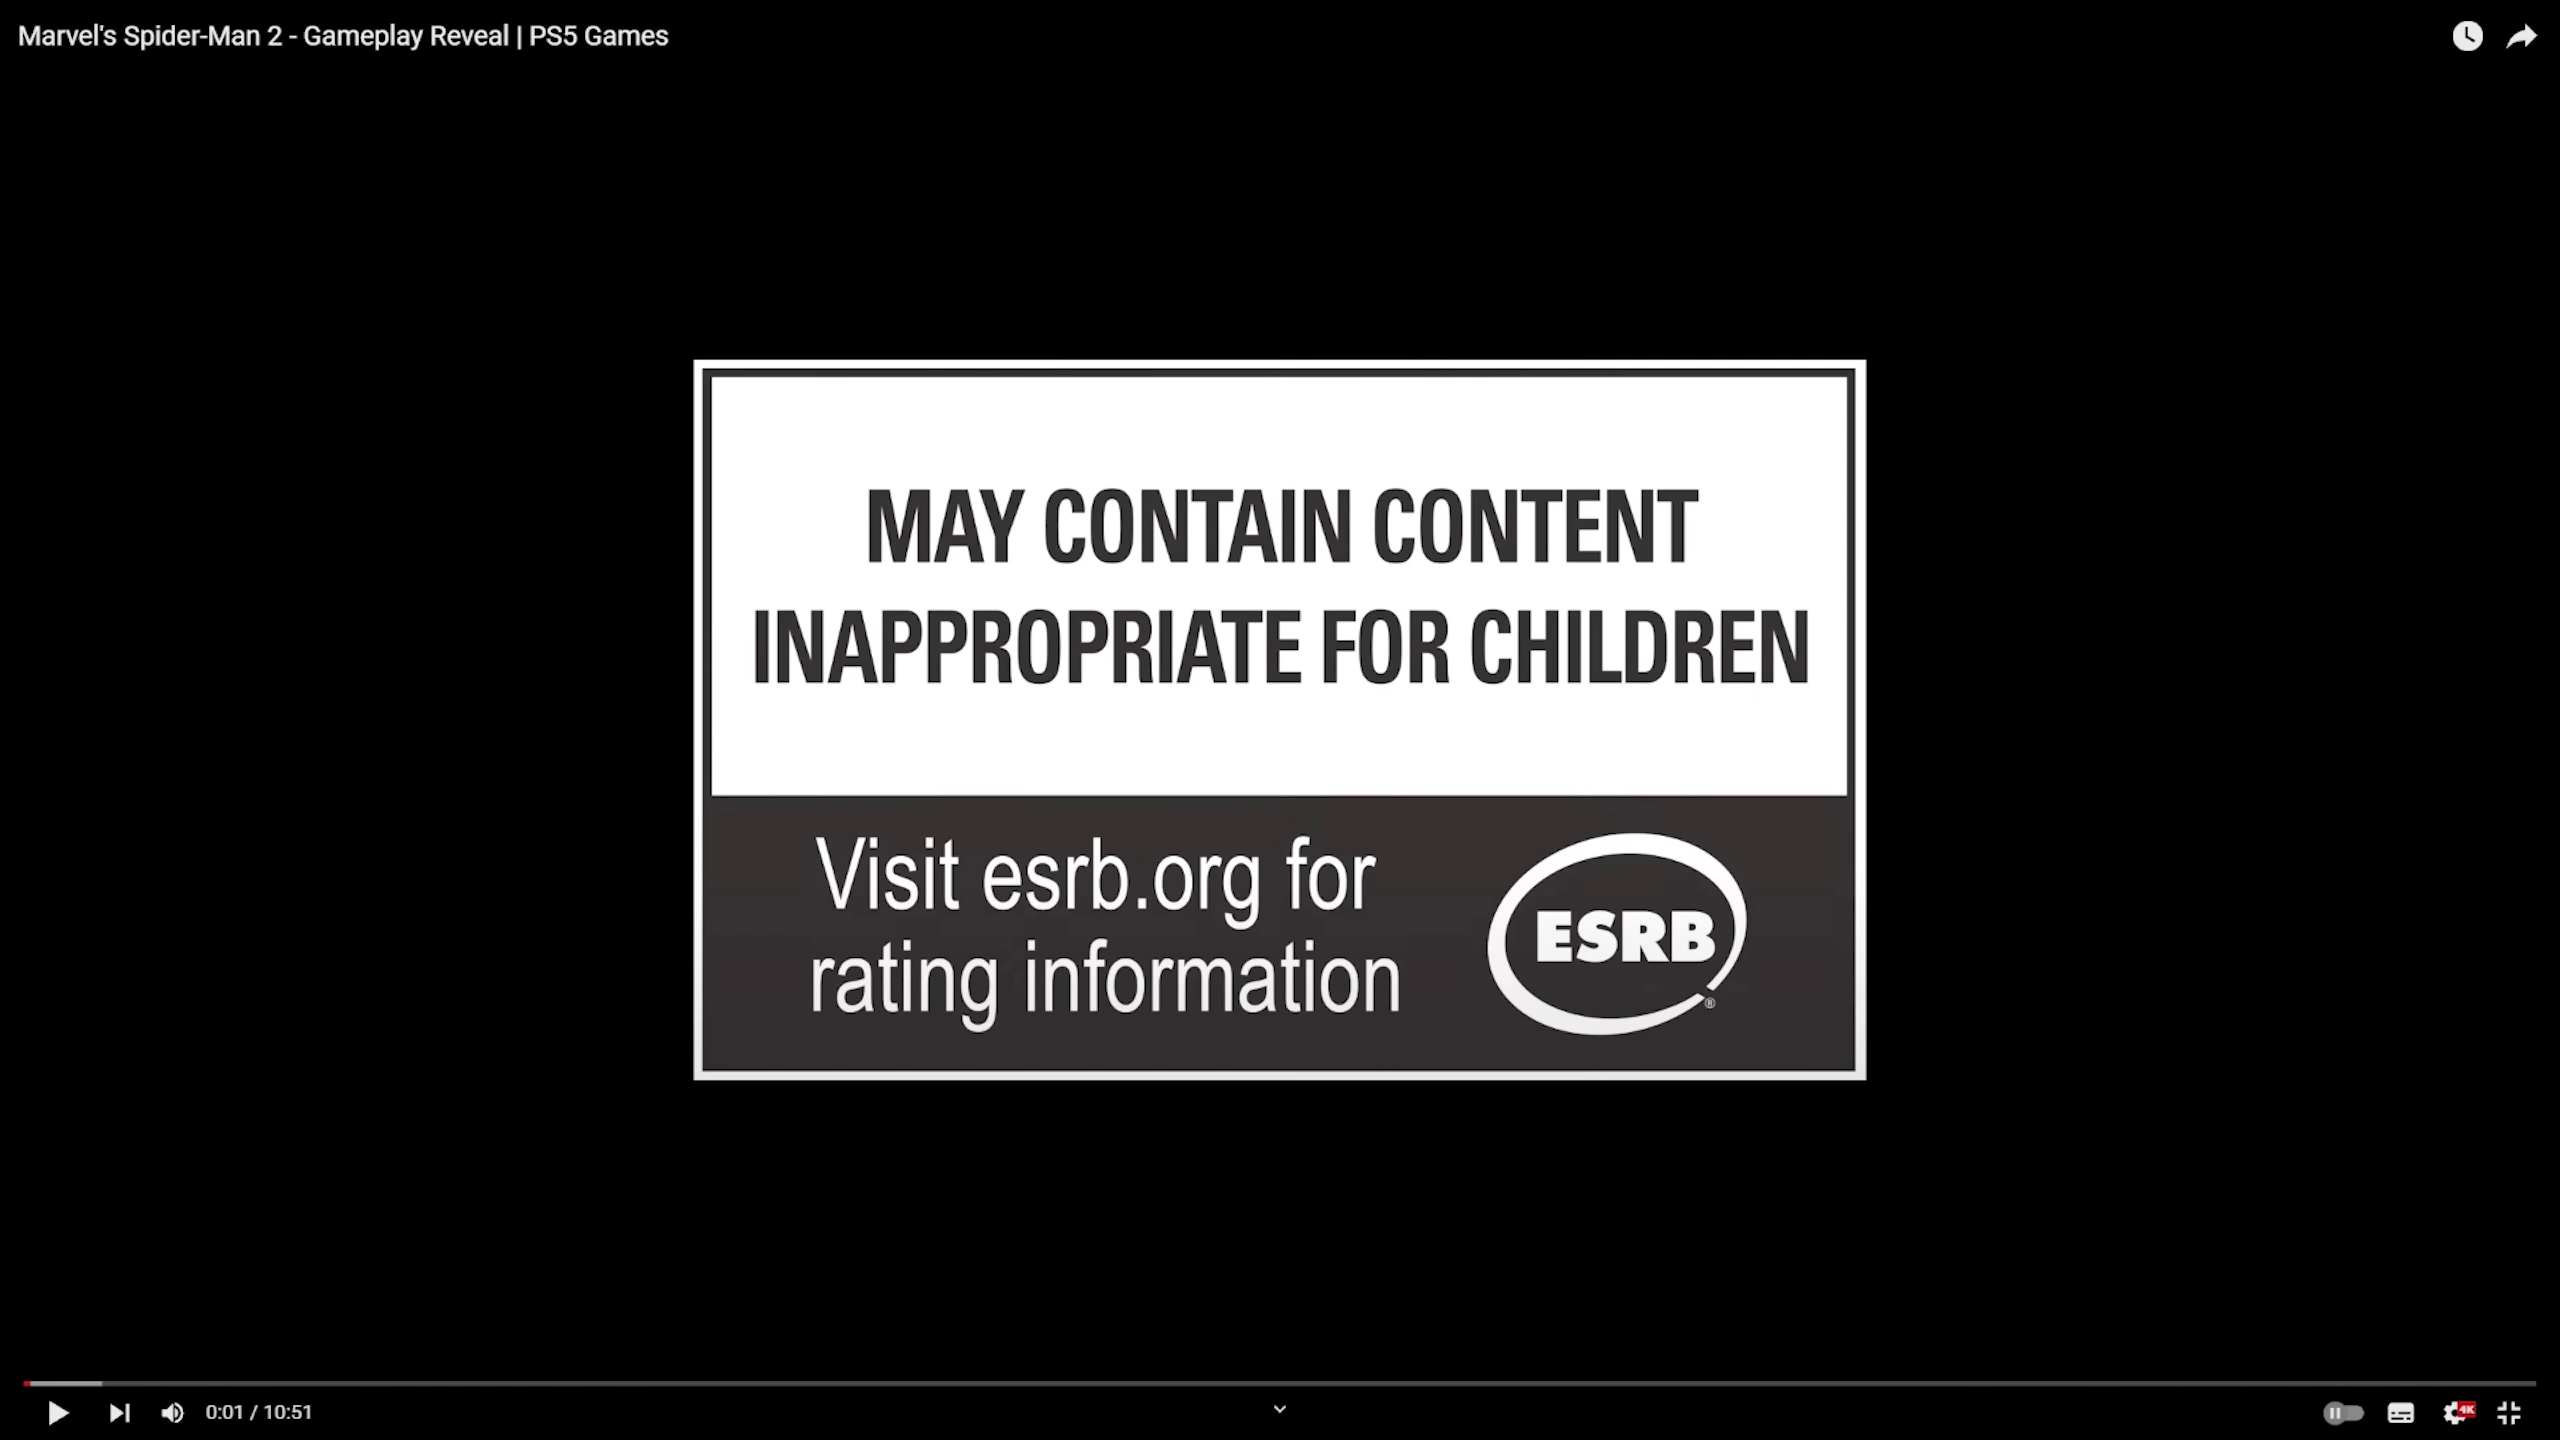 Marvel's Spider-Man 2 - Gameplay Reveal | PS5 Games
MAY CONTAIN CONTENT
INAPPROPRIATE FOR CHILDREN
Visit esrb.org for
rating information
ESRB
®
0:01 / 10:51
4K